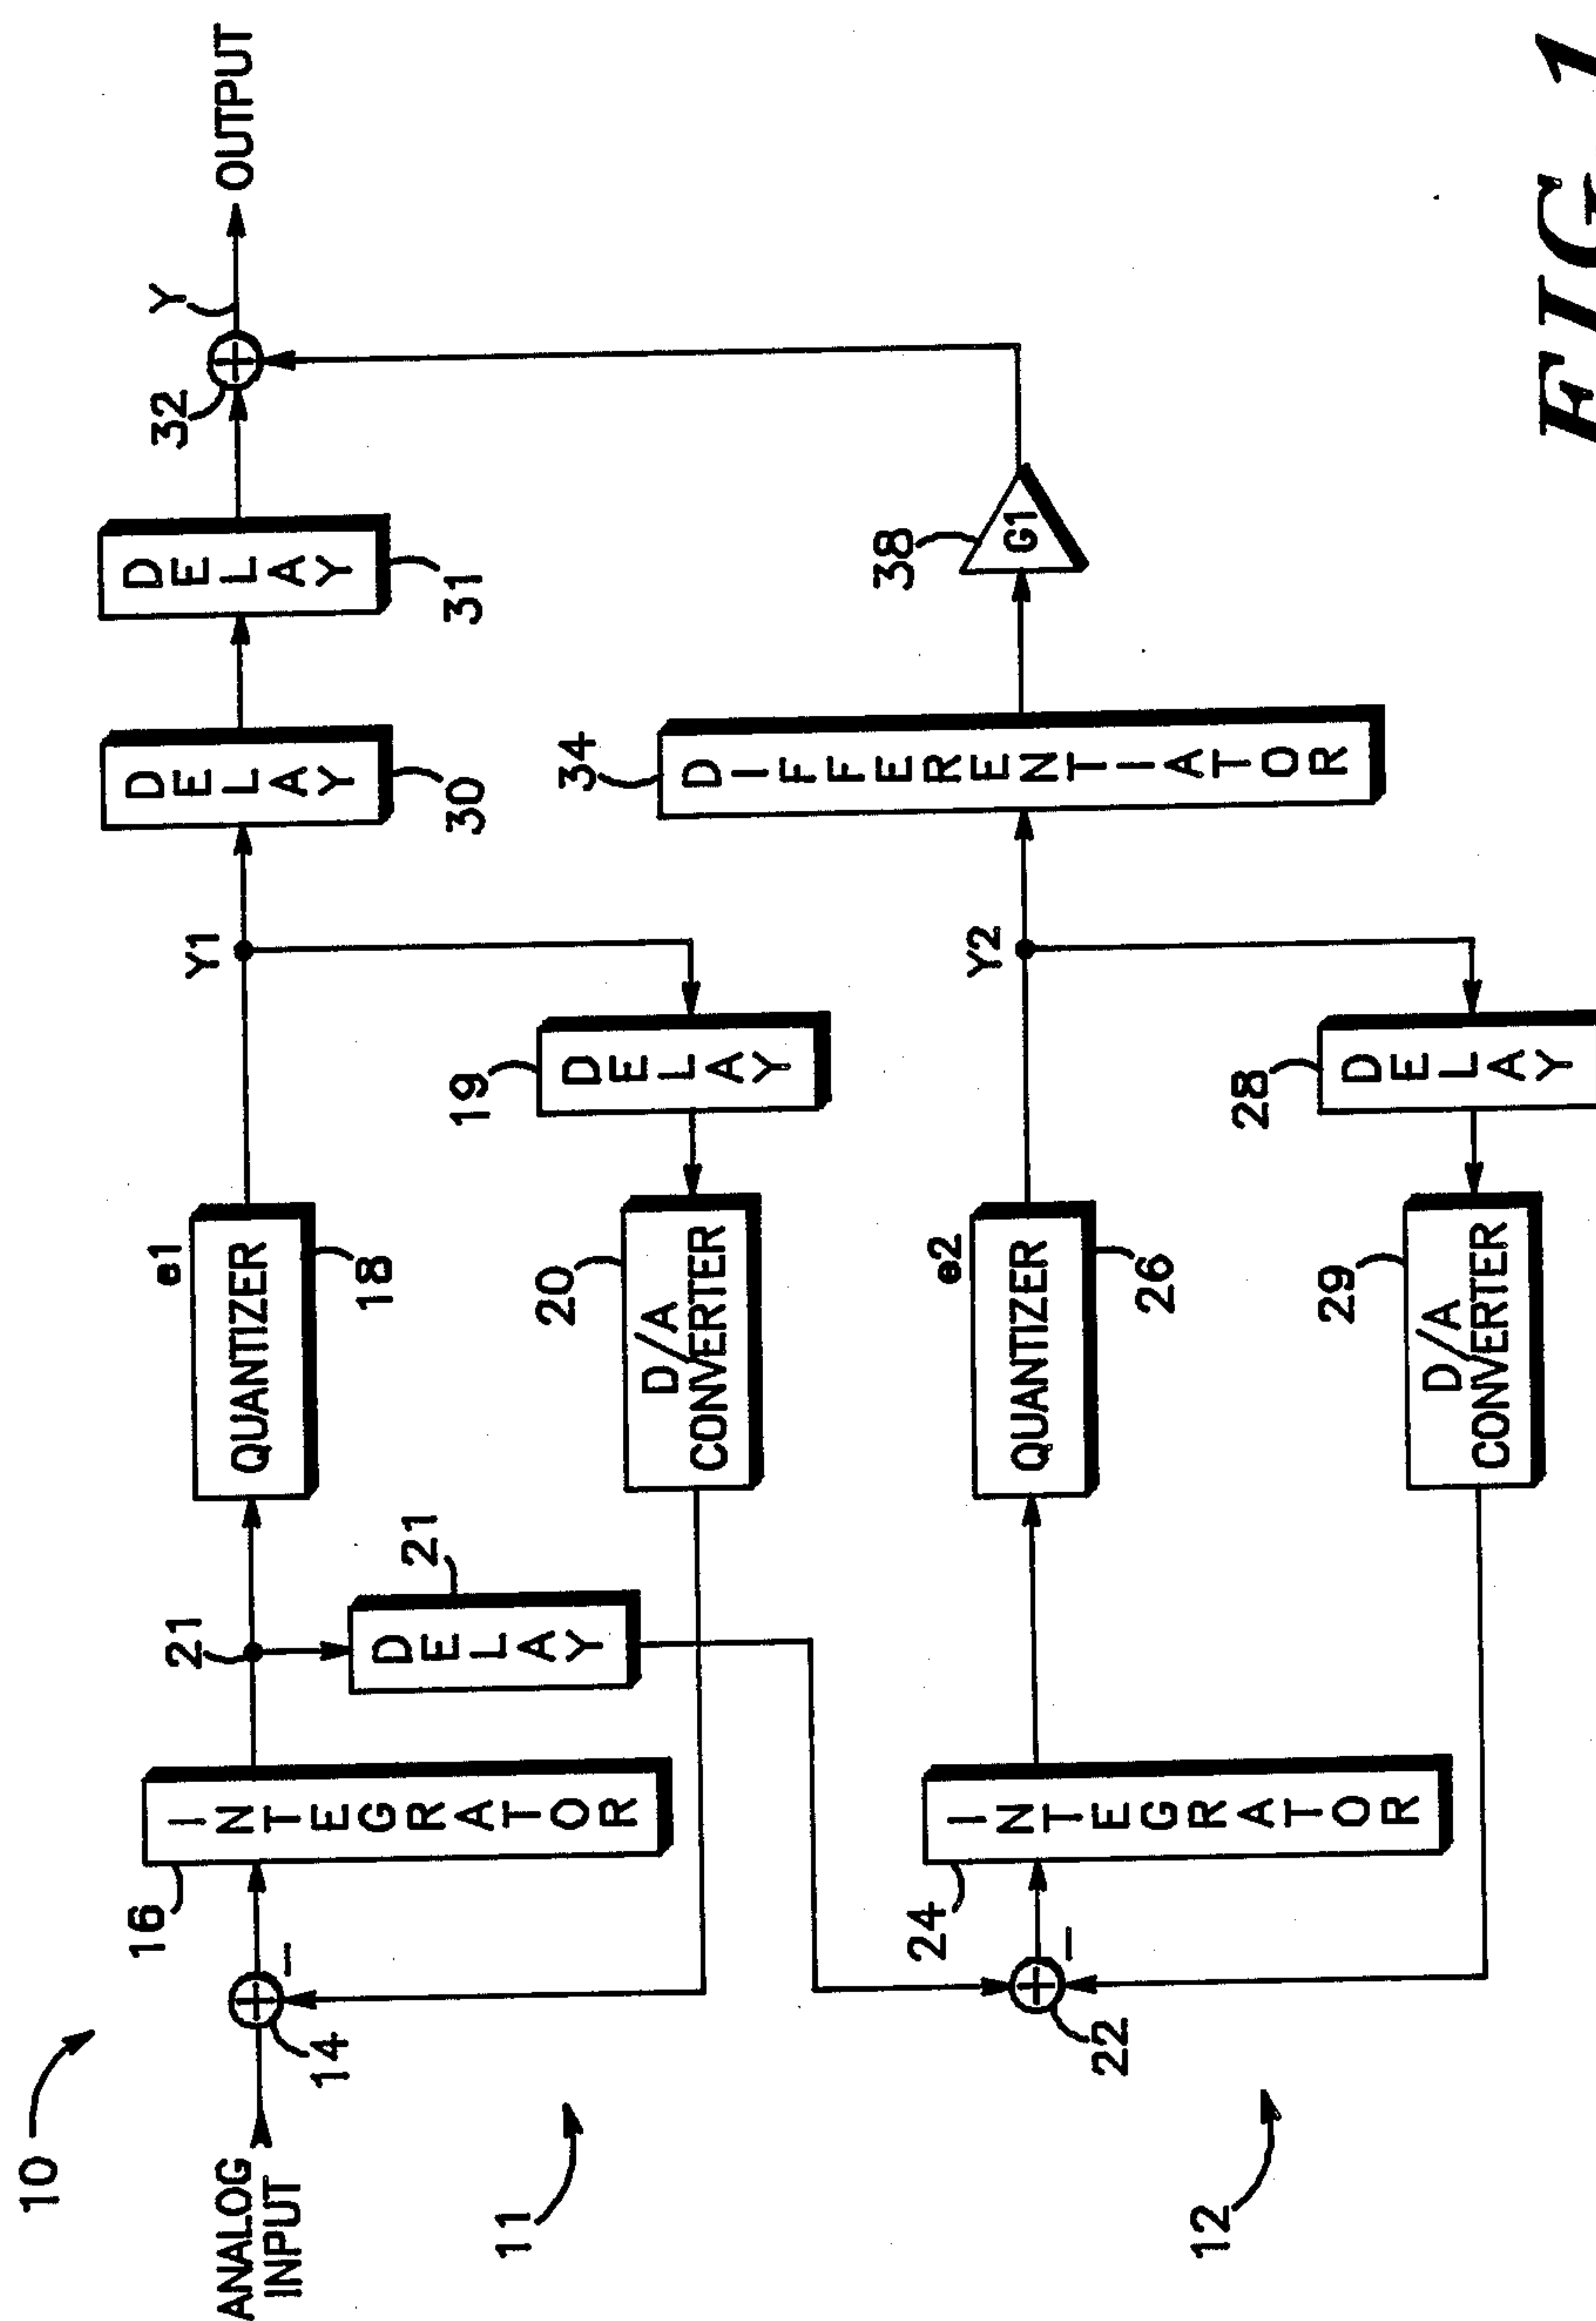 10
ANALOG
INPUT
14
16
INTEGRATOR
21
DELAY
21
e1
QUANTIZER
18
D/A
CONVERTER
20
DELAY
19
Y1
DELAY
30
DELAY
31
32
Y
OUTPUT
11
12
22
24
INTEGRATOR
e2
QUANTIZER
26
D/A
CONVERTER
29
DELAY
28
Y2
DIFFERENTIATOR
34
G1
38
FIG. 1